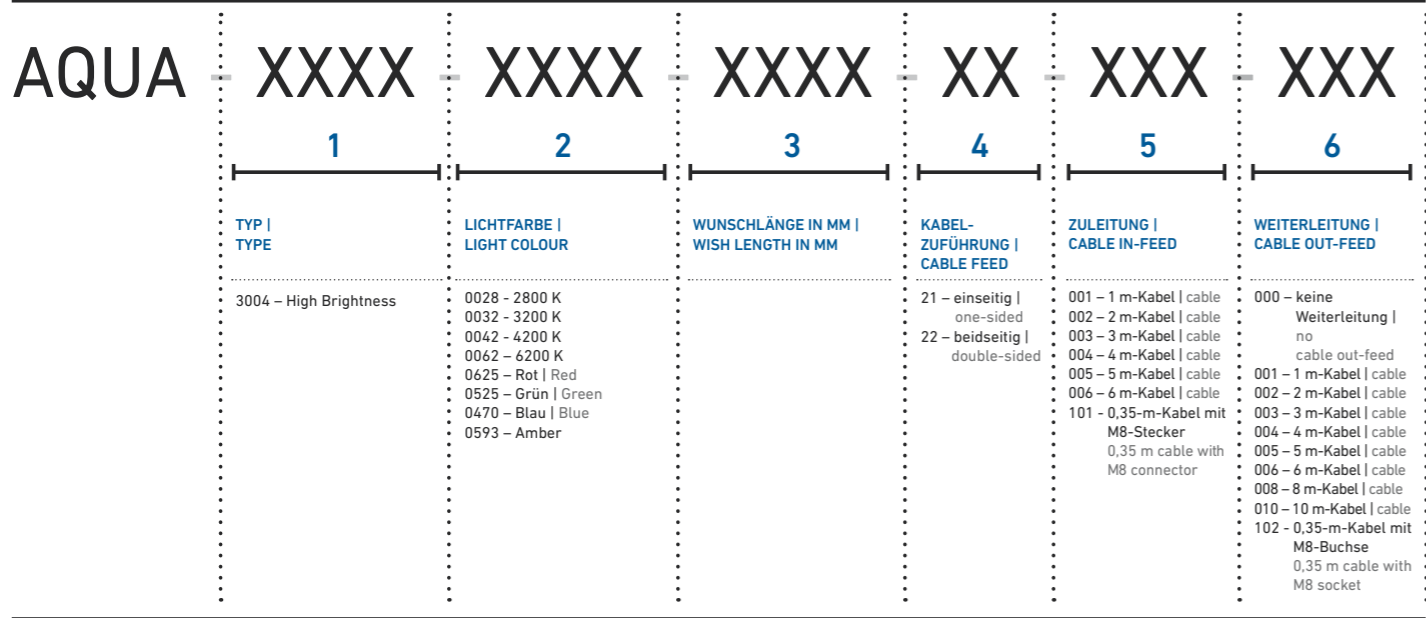 AQUA - XXXX - XXXX - XXXX - XX - XXX - XXX
1 2 3 4 5 6
TYP |
TYPE
3004 – High Brightness
LICHTFARBE |
LIGHT COLOUR
0028 - 2800 K
0032 - 3200 K
0042 - 4200 K
0062 – 6200 K
0625 – Rot | Red
0525 – Grün | Green
0470 – Blau | Blue
0593 – Amber
WUNSCHLÄNGE IN MM |
WISH LENGTH IN MM
KABEL-
ZUFÜHRUNG |
CABLE FEED
21 – einseitig |
one-sided
22 – beidseitig |
double-sided
ZULEITUNG |
CABLE IN-FEED
001 – 1 m-Kabel | cable
002 – 2 m-Kabel | cable
003 – 3 m-Kabel | cable
004 – 4 m-Kabel | cable
005 – 5 m-Kabel | cable
006 – 6 m-Kabel | cable
101 - 0,35-m-Kabel mit
M8-Stecker
0,35 m cable with
M8 connector
WEITERLEITUNG |
CABLE OUT-FEED
000 – keine
Weiterleitung |
no
cable out-feed
001 – 1 m-Kabel | cable
002 – 2 m-Kabel | cable
003 – 3 m-Kabel | cable
004 – 4 m-Kabel | cable
005 – 5 m-Kabel | cable
006 – 6 m-Kabel | cable
008 – 8 m-Kabel | cable
010 – 10 m-Kabel | cable
102 - 0,35-m-Kabel mit
M8-Buchse
0,35 m cable with
M8 socket